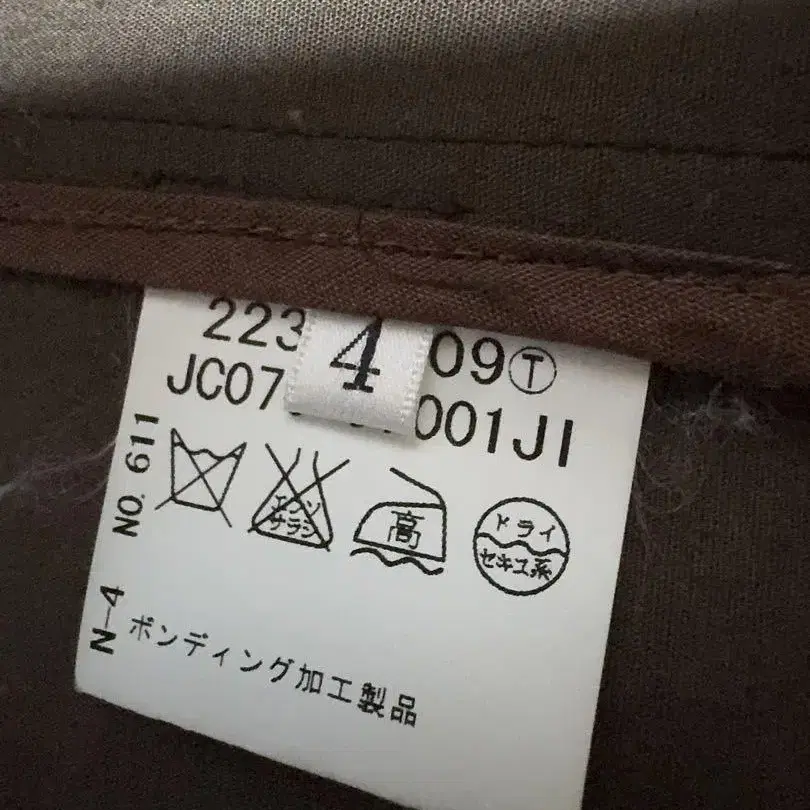 223
4
09Ⓣ
JC07
001JI
NO. 611
エンソ
サラシ
高
ドライ
セキユ系
N-4
ボンディング加工製品